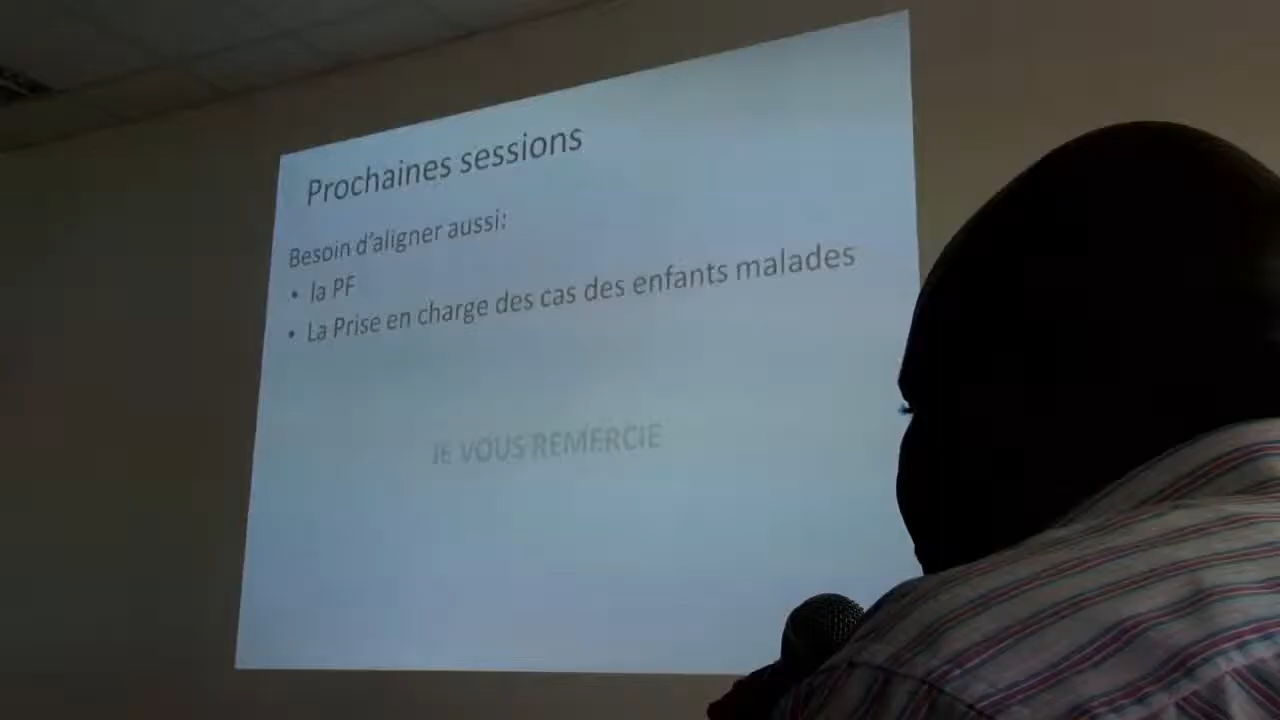 Prochaines sessions
Besoin d'aligner aussi:
• la PF
• La Prise en charge des cas des enfants malades
JE VOUS REMERCIE